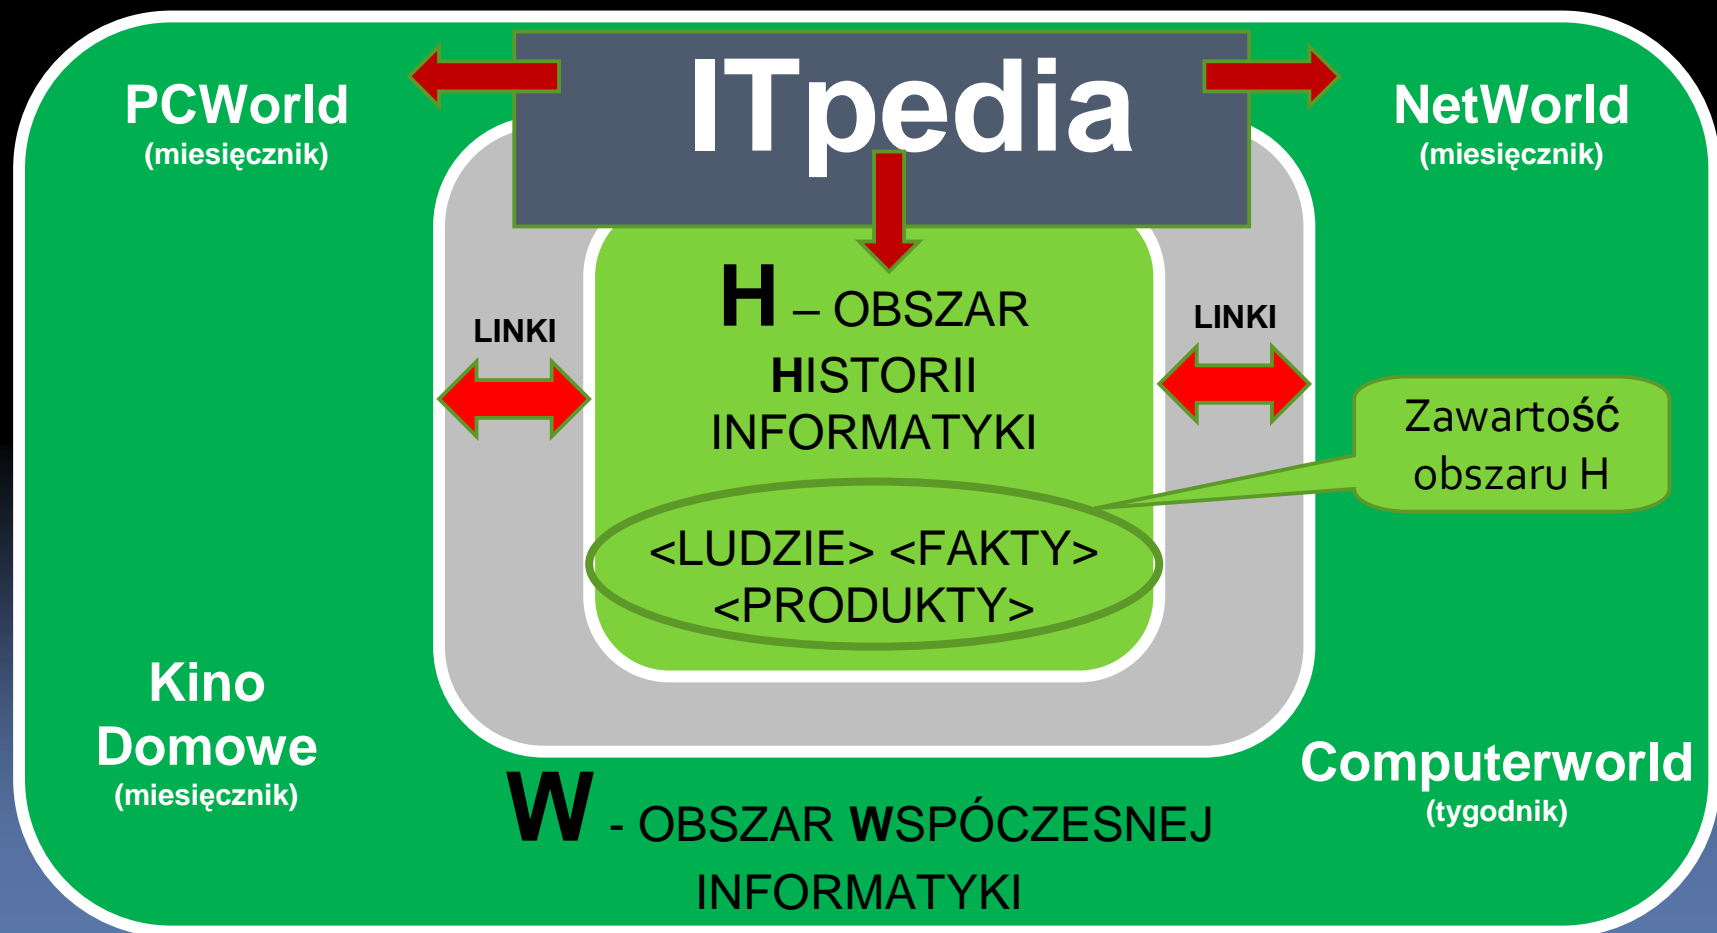 ITpedia
PCWorld
(miesięcznik)
NetWorld
(miesięcznik)
H – OBSZAR
HISTORII
INFORMATYKI
LINKI
LINKI
Zawartość
obszaru H
<LUDZIE> <FAKTY>
<PRODUKTY>
Kino
Domowe
(miesięcznik)
Computerworld
(tygodnik)
W - OBSZAR WSPÓCZESNEJ
INFORMATYKI